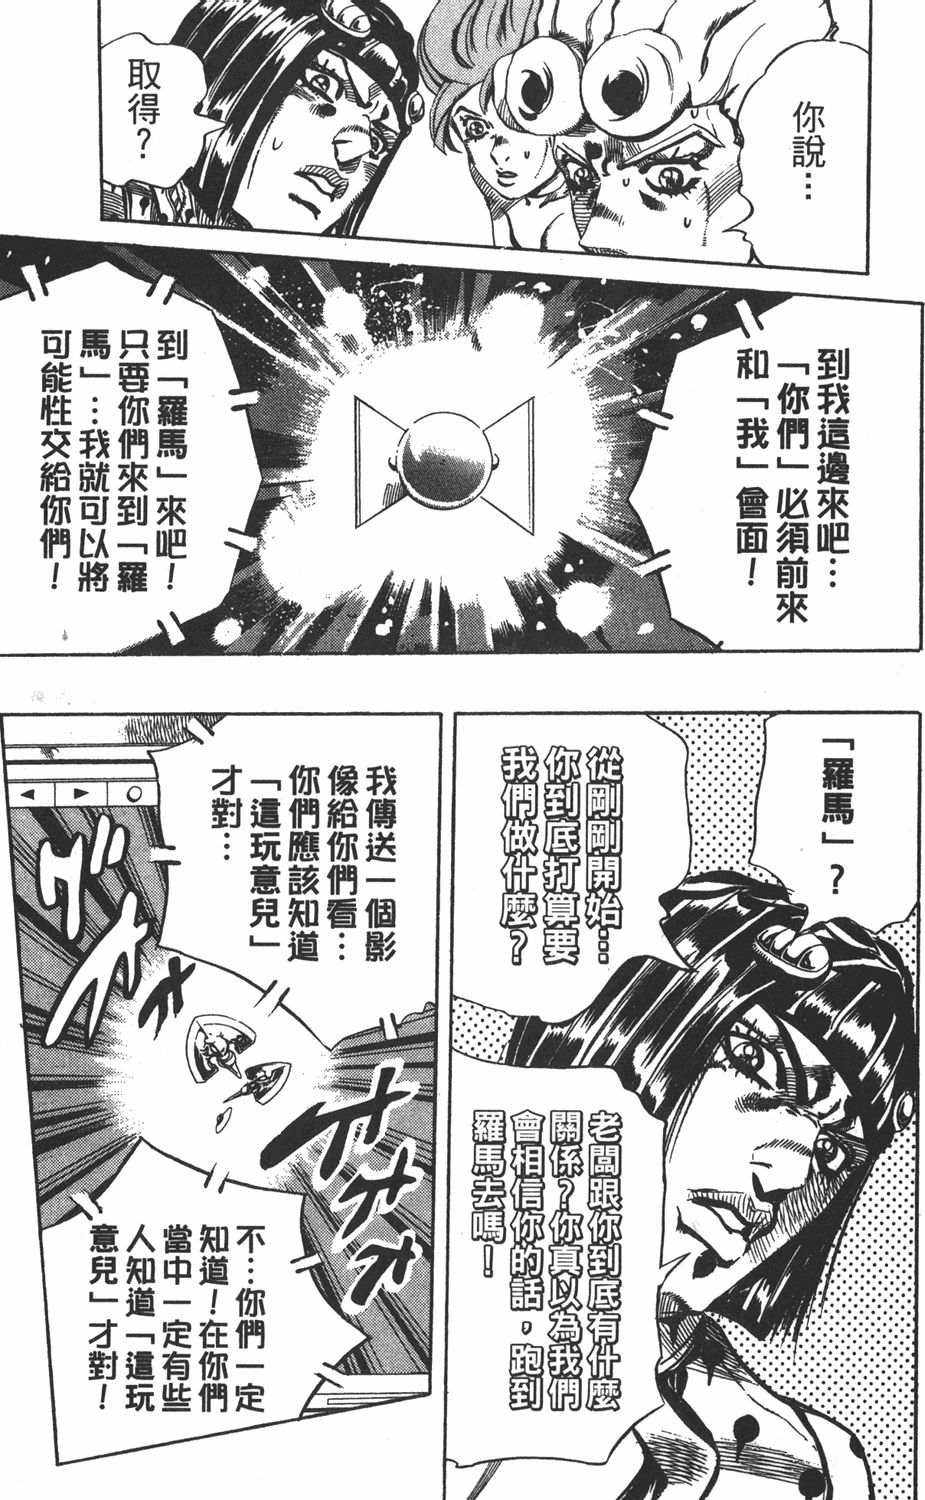 你說…
取得？
到我這邊來吧…
「你們」必須前來
和「我」會面！
到「羅馬」來吧！
只要你們來到「羅
馬」…我就可以將
可能性交給你們！
「羅馬」？
從剛剛開始…
你到底打算要
我們做什麼？
老闆跟你到底有什麼
關係？你真以為我們
會相信你的話，跑到
羅馬去嗎！
我傳送一個影
像給你們看…
你們應該知道
「這玩意兒」
才對…
ザザッ
ザザザッ
不…你們一定
知道！在你們
當中一定有些
人知道「這玩
意兒」才對！